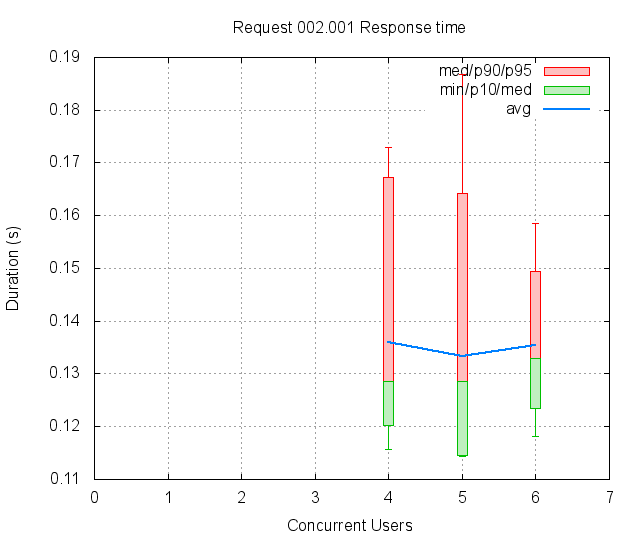 Request 002.001 Response time
0.19
0.18
0.17
0.16
0.15
0.14
0.13
0.12
0.11
Duration (s)
med/p90/p95
min/p10/med
avg
0 1 2 3 4 5 6 7
Concurrent Users